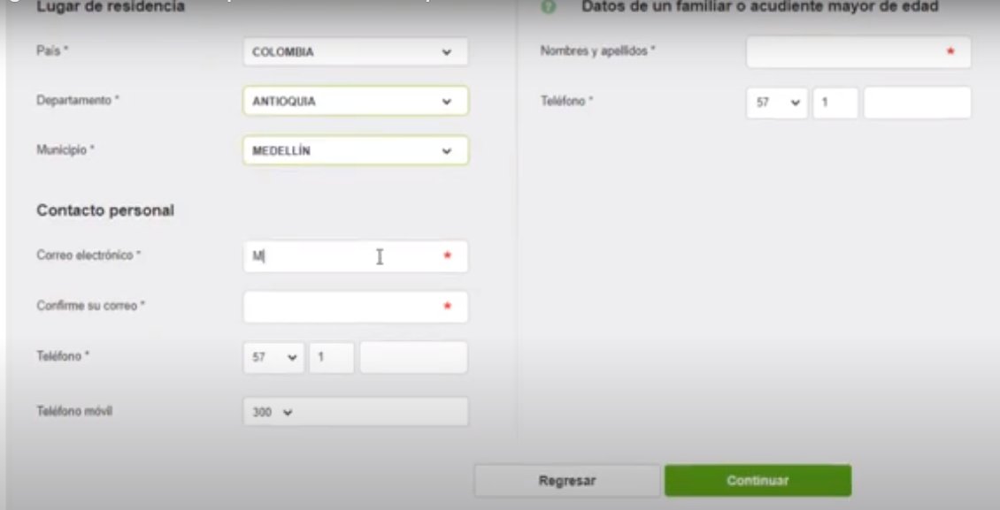 Lugar de residencia
País *
COLOMBIA
Departamento *
ANTIOQUIA
Municipio *
MEDELLÍN
Contacto personal
Correo electrónico *
M
*
Confirme su correo *
*
Teléfono *
57
1
Teléfono móvil
300
Datos de un familiar o acudiente mayor de edad
Nombres y apellidos *
*
Teléfono *
57
1
Regresar
Continuar